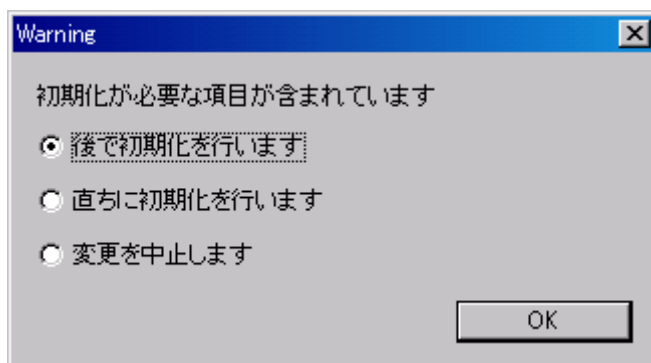 Warning
初期化が必要な項目が含まれています
後で初期化を行います
直ちに初期化を行います
変更を中止します
OK